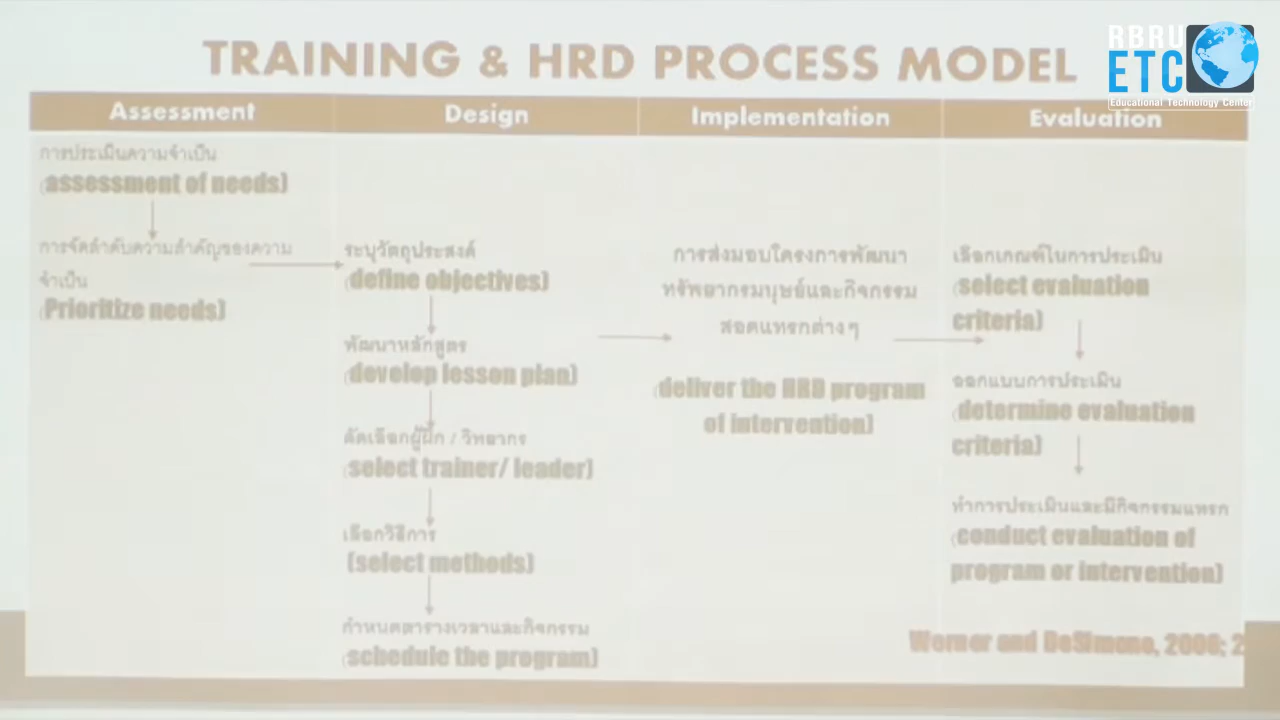 TRAINING & HRD PROCESS MODEL
RBRU
ETC
Educational Technology Center
Assessment
Design
Implementation
Evaluation
การประเมินความจำเป็น
(assessment of needs)
การจัดลำดับความสำคัญของความ
จำเป็น
(Prioritize needs)
ระบุวัตถุประสงค์
(define objectives)
พัฒนาหลักสูตร
(develop lesson plan)
คัดเลือกผู้ฝึก / วิทยากร
(select trainer/ leader)
เลือกวิธีการ
(select methods)
กำหนดตารางเวลาและกิจกรรม
(schedule the program)
การส่งมอบโครงการพัฒนา
ทรัพยากรมนุษย์และกิจกรรม
สอดแทรกต่างๆ
(deliver the HRD program
of intervention)
เลือกเกณฑ์ในการประเมิน
(select evaluation
criteria)
ออกแบบการประเมิน
(determine evaluation
criteria)
ทำการประเมินและมีกิจกรรมแทรก
(conduct evaluation of
program or intervention)
Werner and DeSimone, 2006; 2